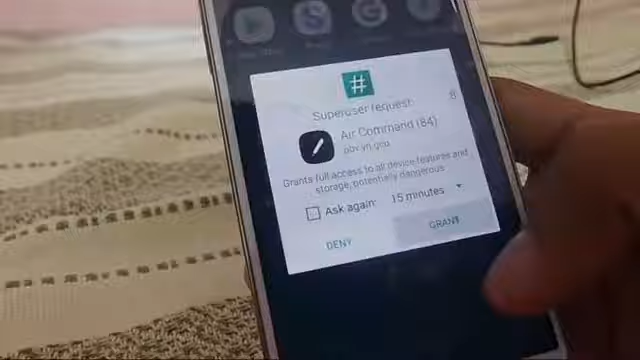 #
Superuser request
8
Air Command (84)
Grants full access to all device features and
storage, potentially dangerous
Ask again:
15 minutes
DENY
GRANT